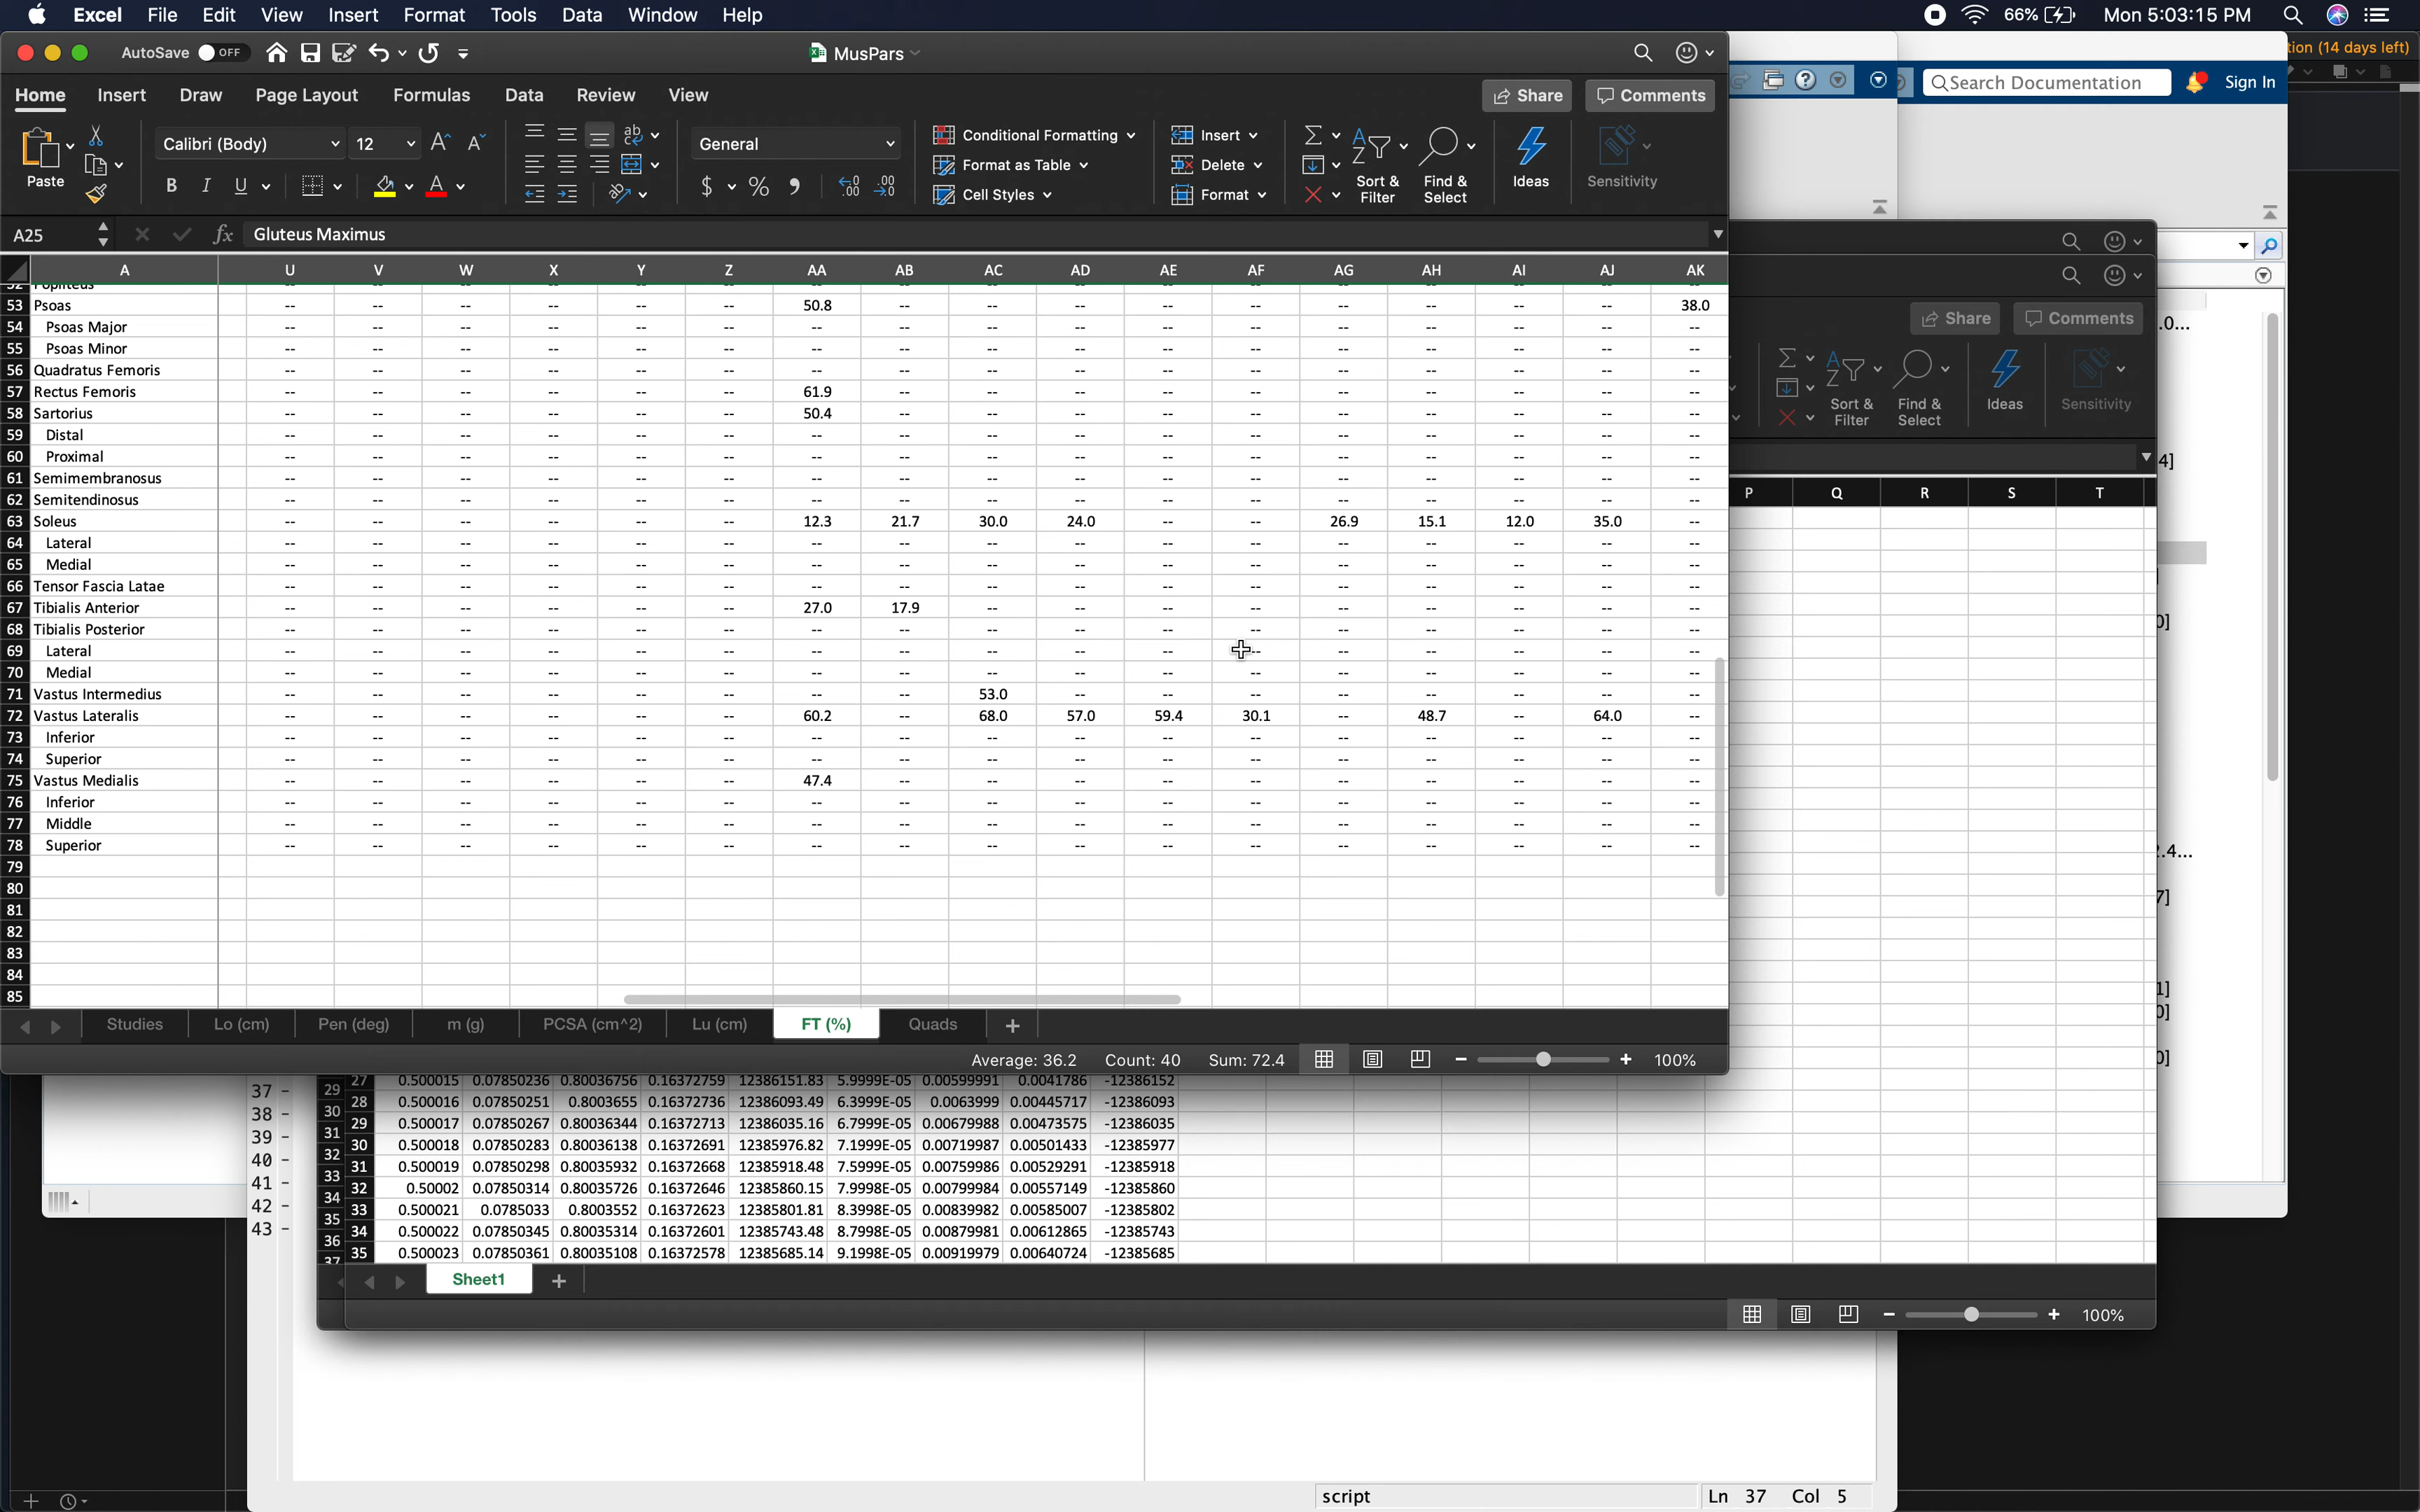 Excel File Edit View Insert Format Tools Data Window Help 66% Mon 5:03:15 PM
tion (14 days left)
AutoSave OFF MusPars
Search Documentation Sign In
Home Insert Draw Page Layout Formulas Data Review View Share Comments
Paste Calibri (Body) 12 General Conditional Formatting Format as Table Cell Styles Insert Delete Format Sort & Filter Find & Select Ideas Sensitivity
B I U $ % .00
A25 fx Gluteus Maximus
A U V W X Y Z AA AB AC AD AE AF AG AH AI AJ AK
52 Popliteus
53 Psoas -- -- -- -- -- -- 50.8 -- -- -- -- -- -- -- -- -- 38.0
54 Psoas Major -- -- -- -- -- -- -- -- -- -- -- -- -- -- -- -- --
55 Psoas Minor -- -- -- -- -- -- -- -- -- -- -- -- -- -- -- -- --
56 Quadratus Femoris -- -- -- -- -- -- -- -- -- -- -- -- -- -- -- -- --
57 Rectus Femoris -- -- -- -- -- -- 61.9 -- -- -- -- -- -- -- -- -- --
58 Sartorius -- -- -- -- -- -- 50.4 -- -- -- -- -- -- -- -- -- --
59 Distal -- -- -- -- -- -- -- -- -- -- -- -- -- -- -- -- --
60 Proximal -- -- -- -- -- -- -- -- -- -- -- -- -- -- -- -- --
61 Semimembranosus -- -- -- -- -- -- -- -- -- -- -- -- -- -- -- -- --
62 Semitendinosus -- -- -- -- -- -- -- -- -- -- -- -- -- -- -- -- --
63 Soleus -- -- -- -- -- -- 12.3 21.7 30.0 24.0 -- -- 26.9 15.1 12.0 35.0 --
64 Lateral -- -- -- -- -- -- -- -- -- -- -- -- -- -- -- -- --
65 Medial -- -- -- -- -- -- -- -- -- -- -- -- -- -- -- -- --
66 Tensor Fascia Latae -- -- -- -- -- -- -- -- -- -- -- -- -- -- -- -- --
67 Tibialis Anterior -- -- -- -- -- -- 27.0 17.9 -- -- -- -- -- -- -- -- --
68 Tibialis Posterior -- -- -- -- -- -- -- -- -- -- -- -- -- -- -- -- --
69 Lateral -- -- -- -- -- -- -- -- -- -- -- -- -- -- -- -- --
70 Medial -- -- -- -- -- -- -- -- -- -- -- -- -- -- -- -- --
71 Vastus Intermedius -- -- -- -- -- -- -- -- 53.0 -- -- -- -- -- -- -- --
72 Vastus Lateralis -- -- -- -- -- -- 60.2 -- 68.0 57.0 59.4 30.1 -- 48.7 -- 64.0 --
73 Inferior -- -- -- -- -- -- -- -- -- -- -- -- -- -- -- -- --
74 Superior -- -- -- -- -- -- -- -- -- -- -- -- -- -- -- -- --
75 Vastus Medialis -- -- -- -- -- -- 47.4 -- -- -- -- -- -- -- -- -- --
76 Inferior -- -- -- -- -- -- -- -- -- -- -- -- -- -- -- -- --
77 Middle -- -- -- -- -- -- -- -- -- -- -- -- -- -- -- -- --
78 Superior -- -- -- -- -- -- -- -- -- -- -- -- -- -- -- -- --
79
80
81
82
83
84
85
Studies Lo (cm) Pen (deg) m (g) PCSA (cm^2) Lu (cm) FT (%) Quads +
Average: 36.2 Count: 40 Sum: 72.4 100%
Share Comments
Sort & Filter Find & Select Ideas Sensitivity
P Q R S T
.0...
4]
0]
2.4...
7]
1]
0]
0]
37 - 38 - 39 - 40 - 41 - 42 - 43 -
29 30 31 32 33 34 35 36 37
27 0.500015 0.07850236 0.80036756 0.16372759 12386151.83 5.9999E-05 0.00599991 0.0041786 -12386152
28 0.500016 0.07850251 0.8003655 0.16372736 12386093.49 6.3999E-05 0.0063999 0.00445717 -12386093
29 0.500017 0.07850267 0.80036344 0.16372713 12386035.16 6.7999E-05 0.00679988 0.00473575 -12386035
30 0.500018 0.07850283 0.80036138 0.16372691 12385976.82 7.1999E-05 0.00719987 0.00501433 -12385977
31 0.500019 0.07850298 0.80035932 0.16372668 12385918.48 7.5999E-05 0.00759986 0.00529291 -12385918
32 0.50002 0.07850314 0.80035726 0.16372646 12385860.15 7.9998E-05 0.00799984 0.00557149 -12385860
33 0.500021 0.0785033 0.8003552 0.16372623 12385801.81 8.3998E-05 0.00839982 0.00585007 -12385802
34 0.500022 0.07850345 0.80035314 0.16372601 12385743.48 8.7998E-05 0.00879981 0.00612865 -12385743
35 0.500023 0.07850361 0.80035108 0.16372578 12385685.14 9.1998E-05 0.00919979 0.00640724 -12385685
Sheet1 +
100%
script Ln 37 Col 5